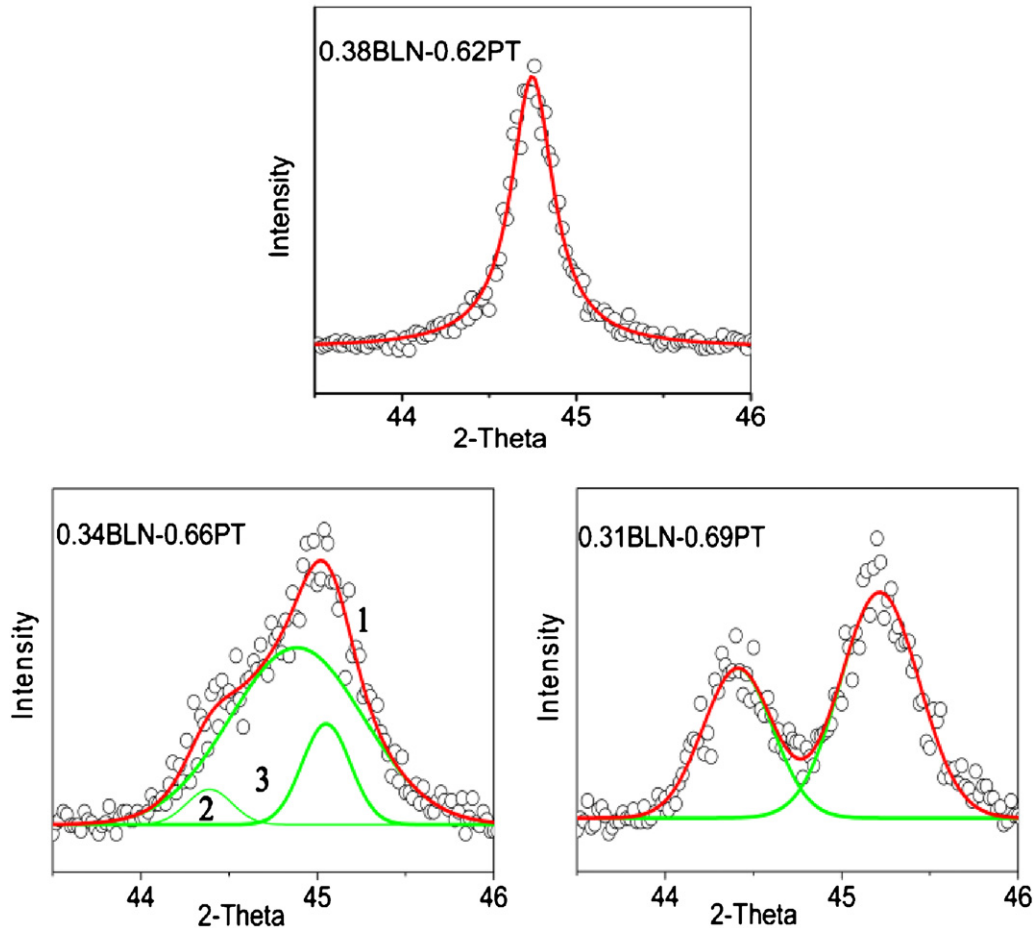 0.38BLN-0.62PT
Intensity
44 45 46
2-Theta
0.34BLN-0.66PT
1
2
3
Intensity
44 45 46
2-Theta
0.31BLN-0.69PT
Intensity
44 45 46
2-Theta